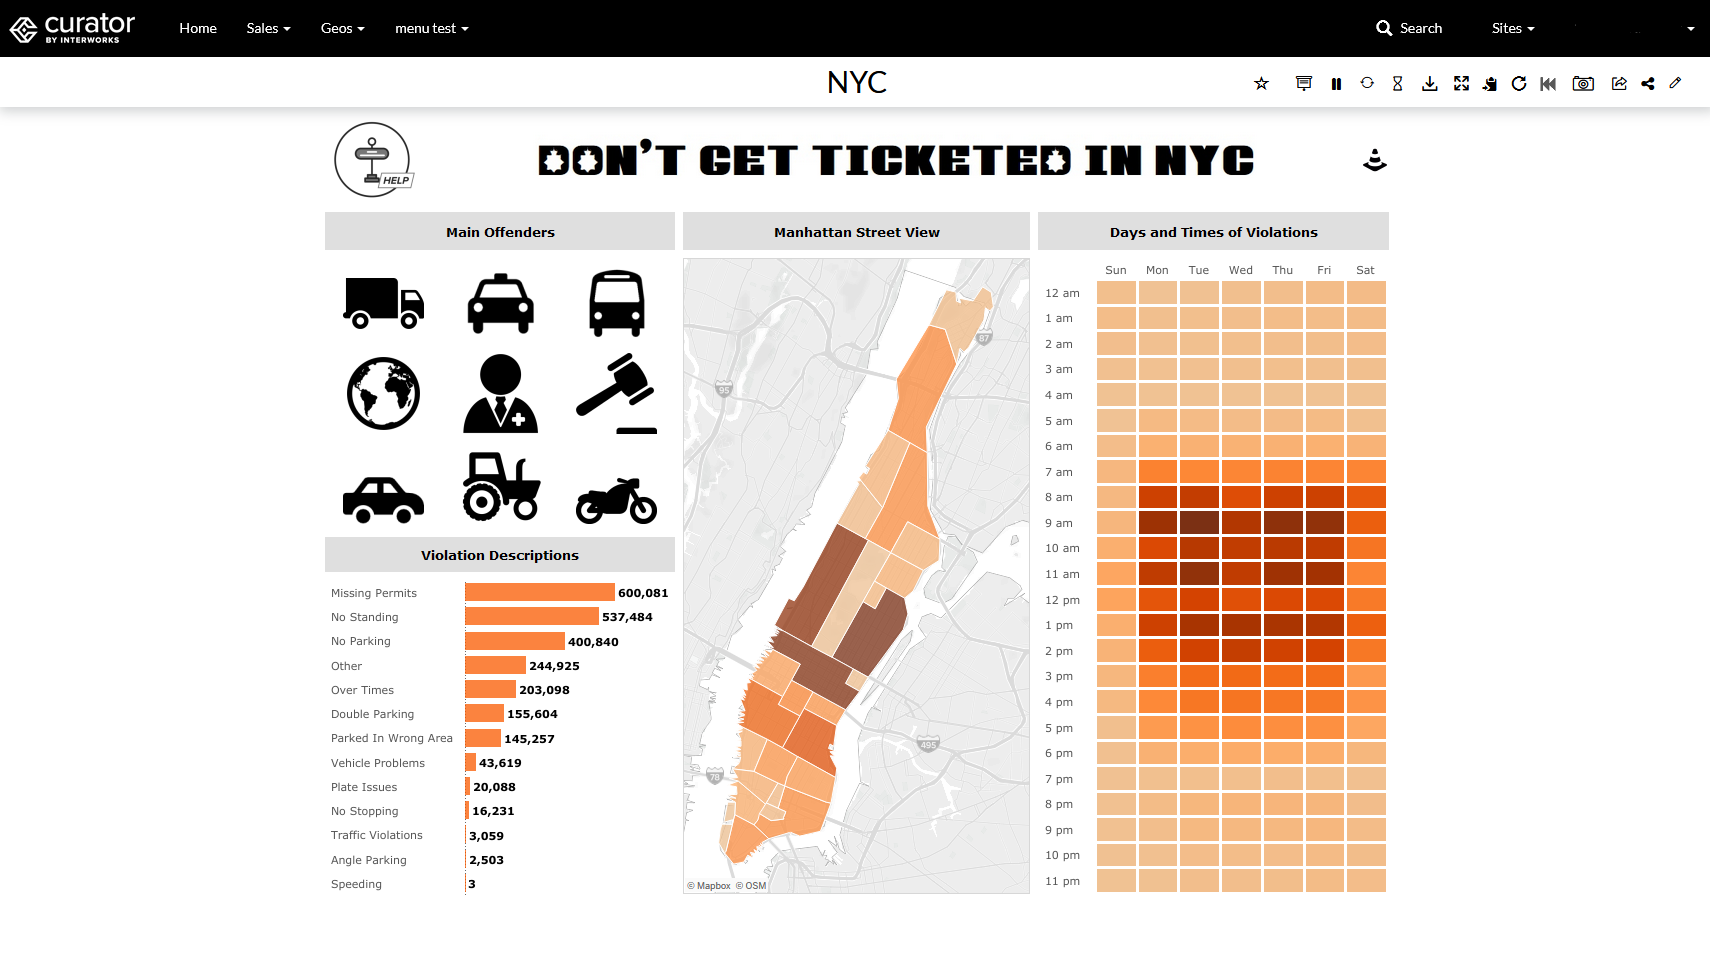 curator
BY INTERWORKS
Home
Sales
Geos
menu test
Search
Sites
NYC
HELP
DON'T GET TICKETED IN NYC
Main Offenders
Violation Descriptions
Missing Permits 600,081
No Standing 537,484
No Parking 400,840
Other 244,925
Over Times 203,098
Double Parking 155,604
Parked In Wrong Area 145,257
Vehicle Problems 43,619
Plate Issues 20,088
No Stopping 16,231
Traffic Violations 3,059
Angle Parking 2,503
Speeding 3
Manhattan Street View
87
95
495
78
© Mapbox © OSM
Days and Times of Violations
Sun Mon Tue Wed Thu Fri Sat
12 am
1 am
2 am
3 am
4 am
5 am
6 am
7 am
8 am
9 am
10 am
11 am
12 pm
1 pm
2 pm
3 pm
4 pm
5 pm
6 pm
7 pm
8 pm
9 pm
10 pm
11 pm